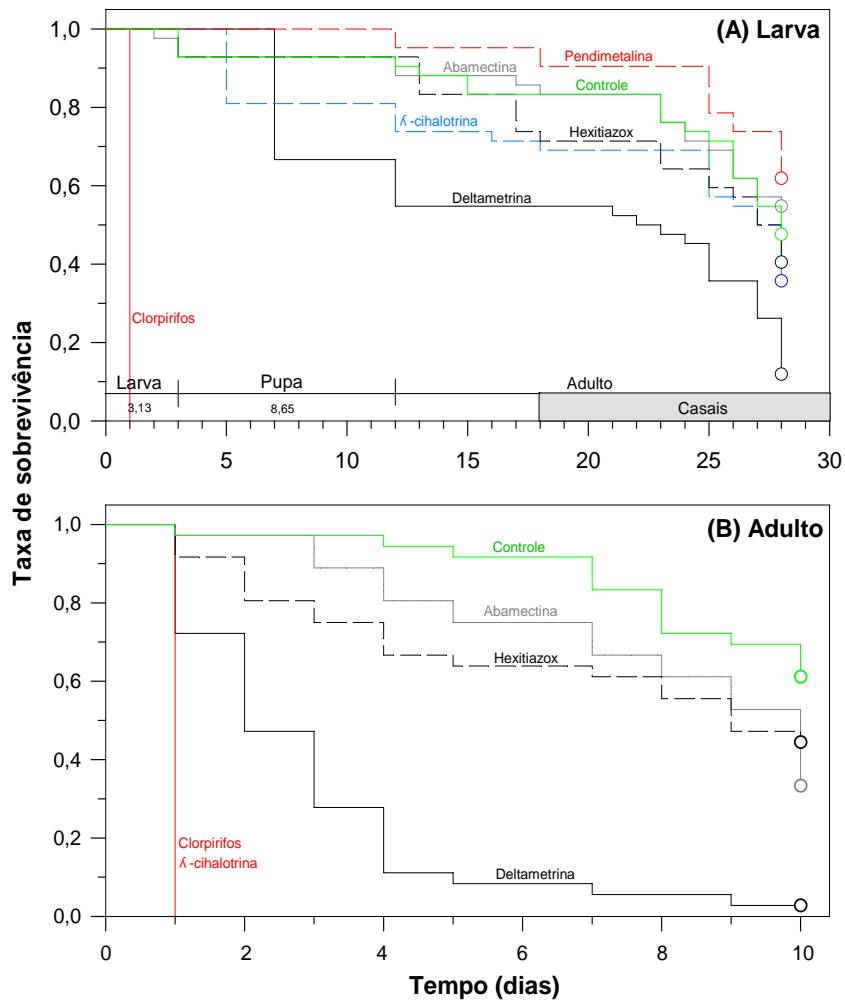 Taxa de sobrevivência
(A) Larva
1,0
0,8
0,6
0,4
0,2
0,0
Pendimetalina
Abamectina
Controle
ʎ-cihalotrina
Hexitiazox
Deltametrina
Clorpirifos
Larva
Pupa
Adulto
3,13
8,65
Casais
0 5 10 15 20 25 30
(B) Adulto
1,0
0,8
0,6
0,4
0,2
0,0
Controle
Abamectina
Hexitiazox
Clorpirifos
ʎ-cihalotrina
Deltametrina
0 2 4 6 8 10
Tempo (dias)